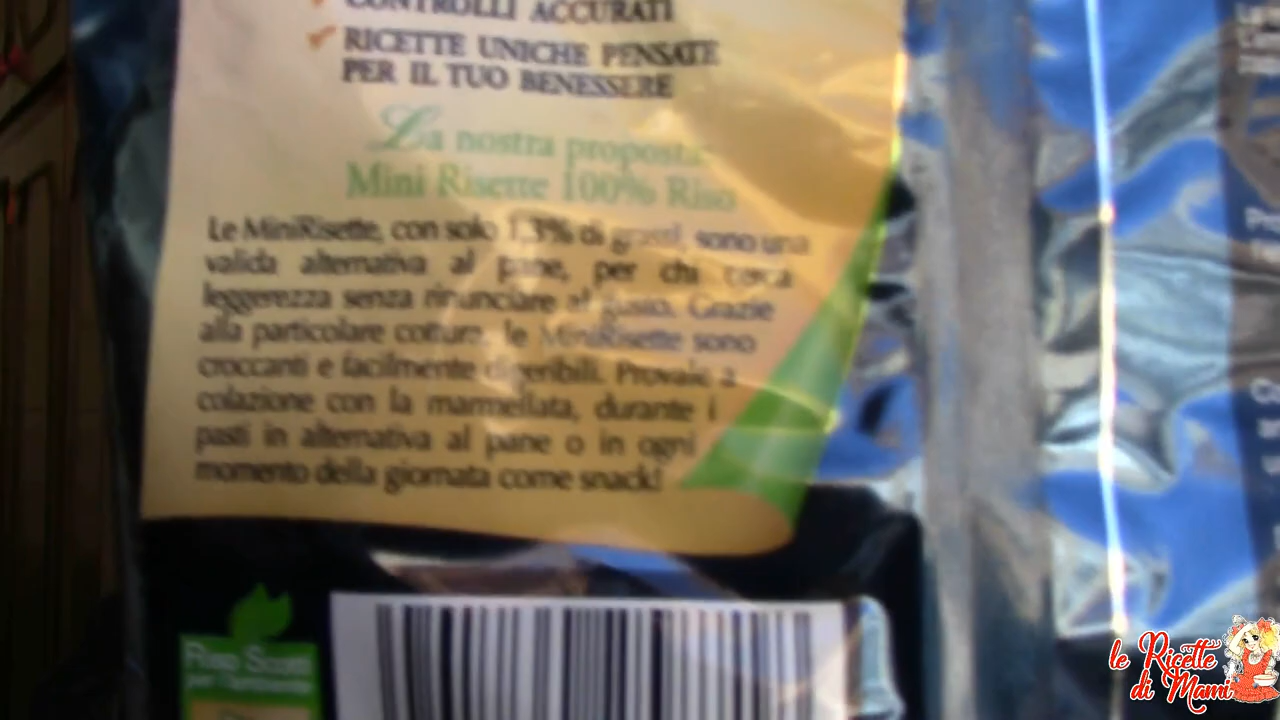 CONTROLLI ACCURATI
RICETTE UNICHE PENSATE
PER IL TUO BENESSERE
La nostra proposta
Mini Risette 100% Riso
Le MiniRisette, con solo 1,3% di grassi, sono una
valida alternativa al pane, per chi cerca
leggerezza senza rinunciare al gusto. Grazie
alla particolare cottura, le MiniRisette sono
croccanti e facilmente digeribili. Provale a
colazione con la marmellata, durante i
pasti in alternativa al pane o in ogni
momento della giornata come snack!
le Ricette
di Mami